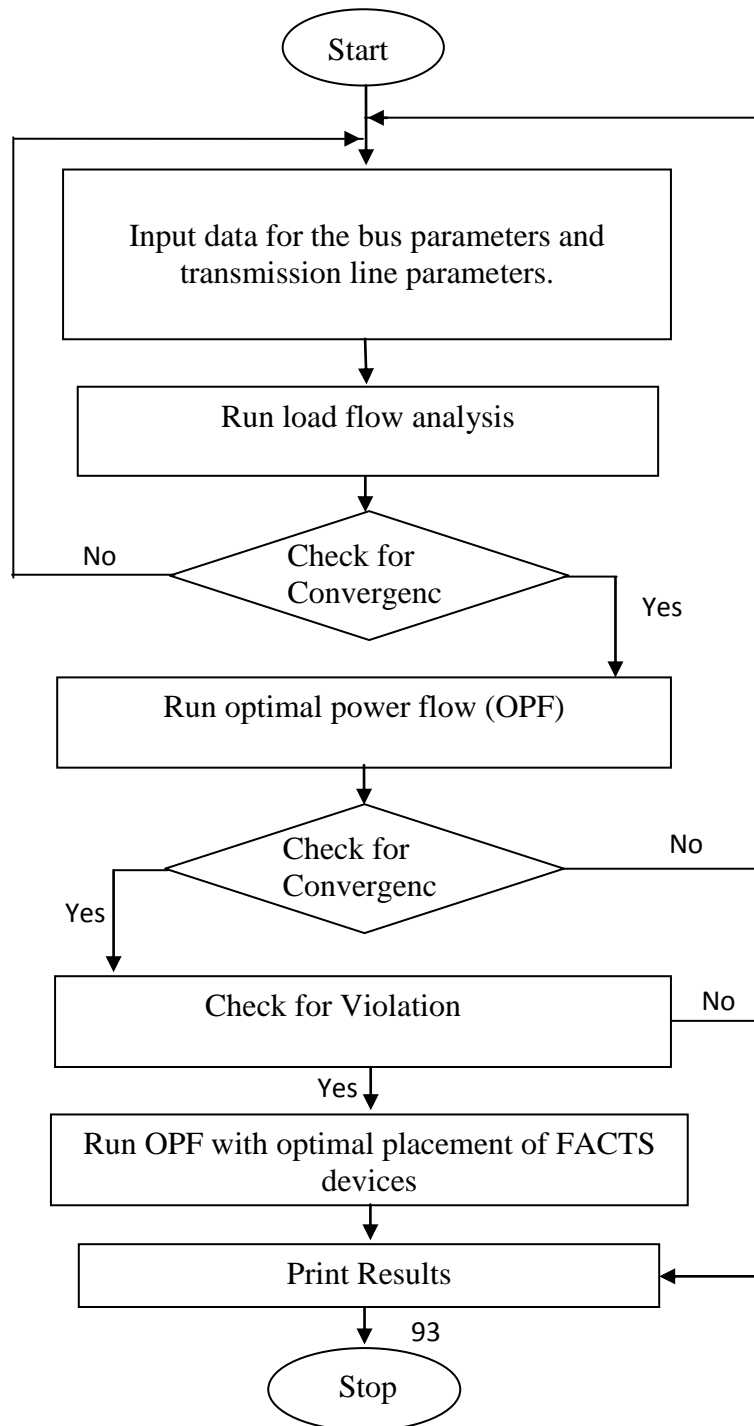 Start
Input data for the bus parameters and
transmission line parameters.
Run load flow analysis
No
Check for
Convergenc
Yes
Run optimal power flow (OPF)
Check for
Convergenc
No
Yes
Check for Violation
No
Yes
Run OPF with optimal placement of FACTS
devices
Print Results
93
Stop